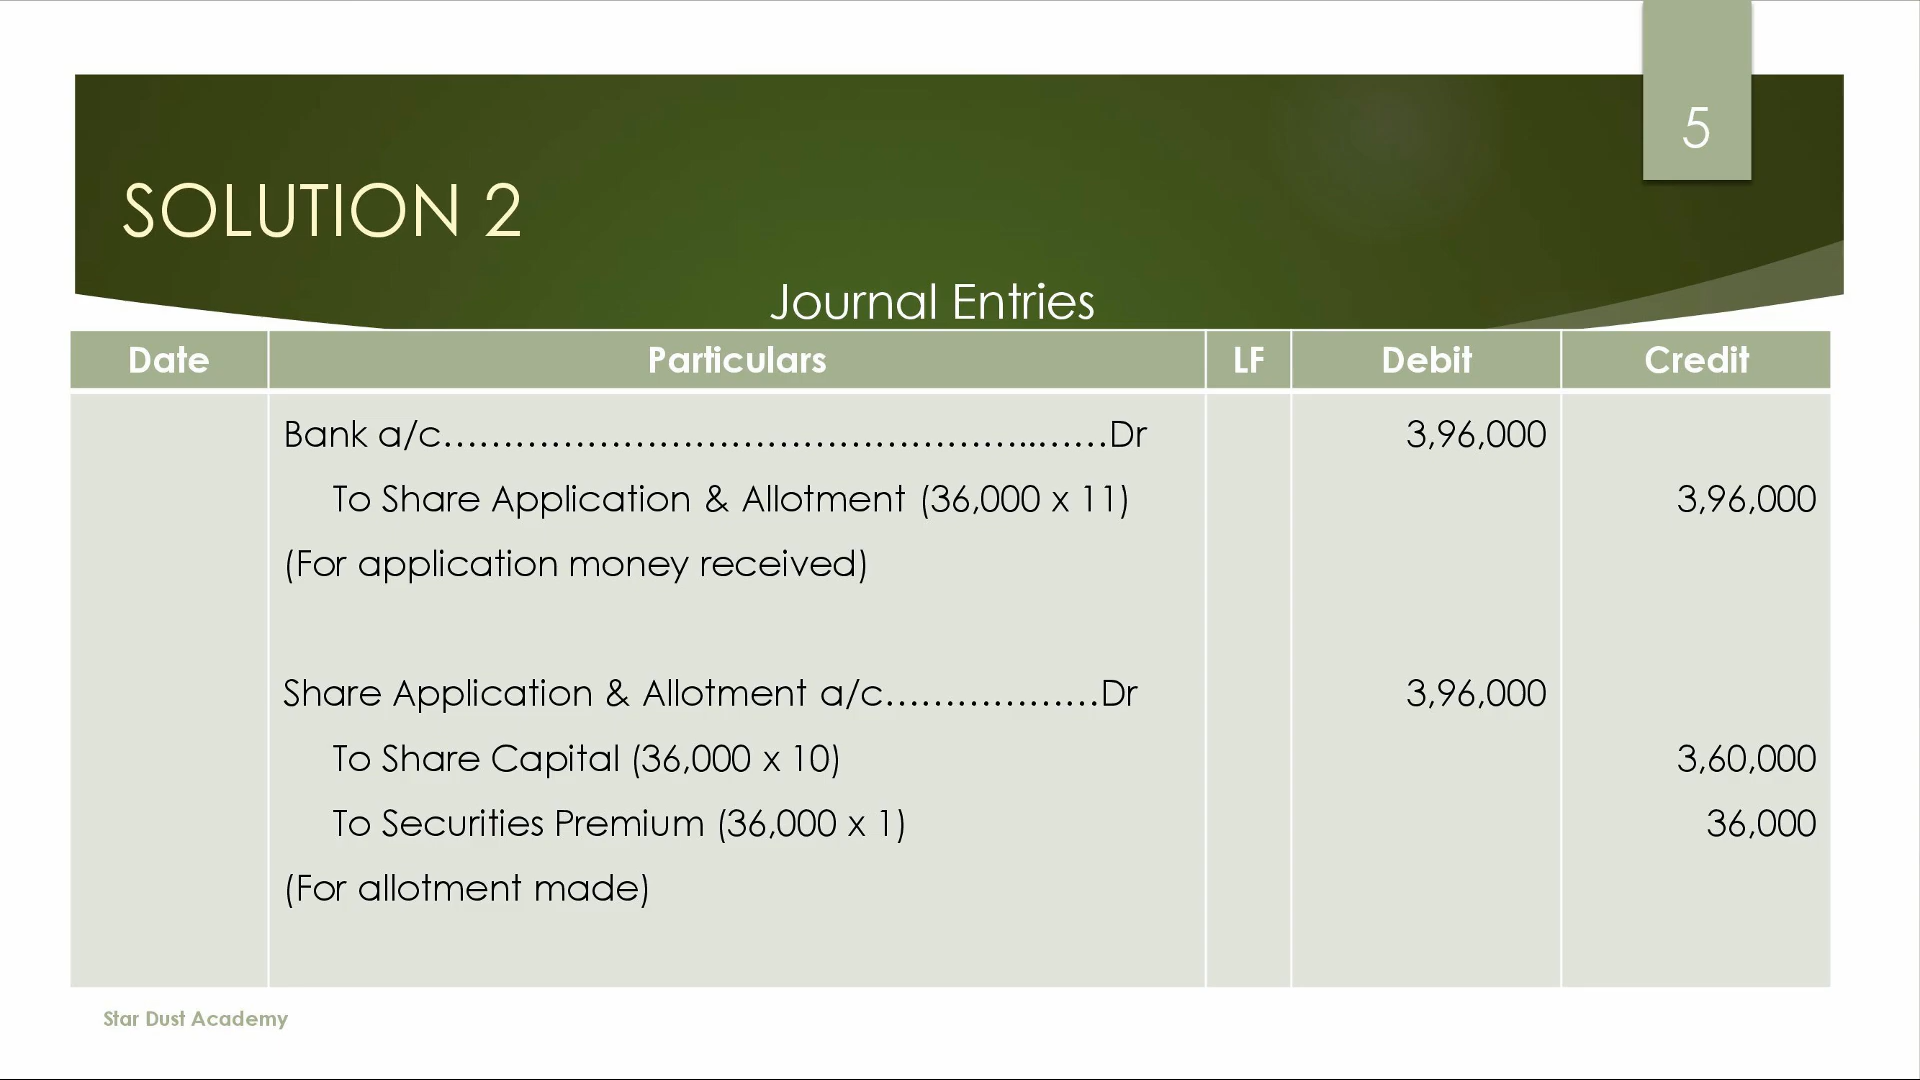 5
SOLUTION 2
Journal Entries
Date Particulars LF Debit Credit
Bank a/c…………………………………………...……Dr 3,96,000
To Share Application & Allotment (36,000 x 11) 3,96,000
(For application money received)
Share Application & Allotment a/c………………Dr 3,96,000
To Share Capital (36,000 x 10) 3,60,000
To Securities Premium (36,000 x 1) 36,000
(For allotment made)
Star Dust Academy